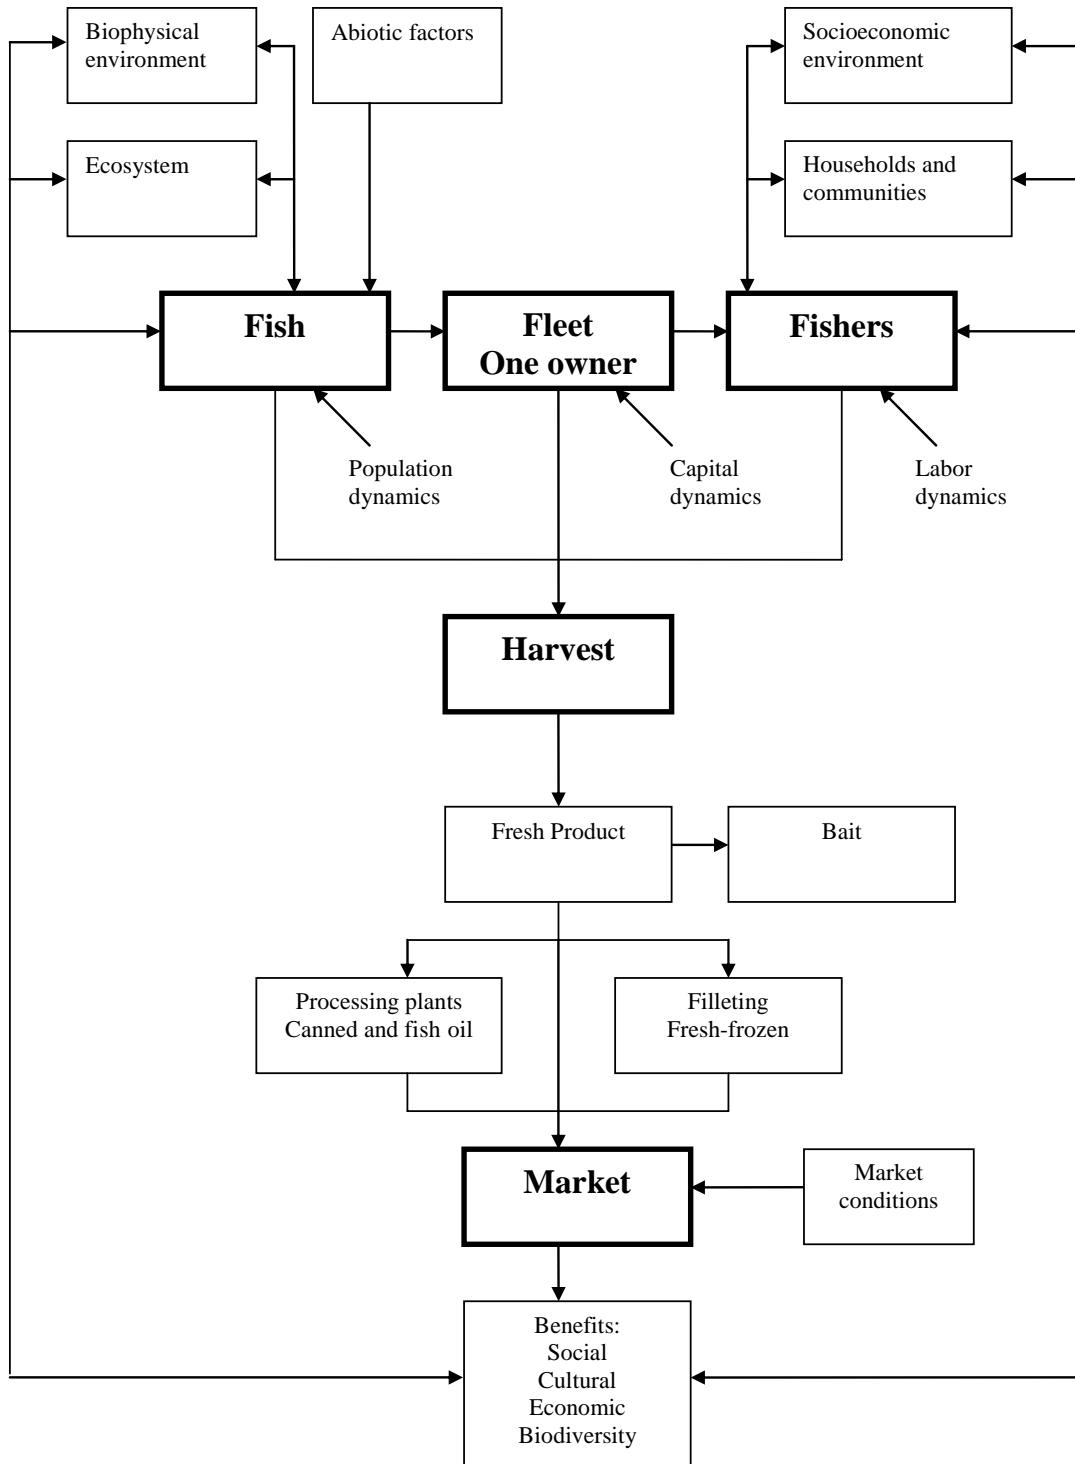 Biophysical
environment
Abiotic factors
Socioeconomic
environment
Ecosystem
Households and
communities
Fish
Fleet
One owner
Fishers
Population
dynamics
Capital
dynamics
Labor
dynamics
Harvest
Fresh Product
Bait
Processing plants
Canned and fish oil
Filleting
Fresh-frozen
Market
Market
conditions
Benefits:
Social
Cultural
Economic
Biodiversity